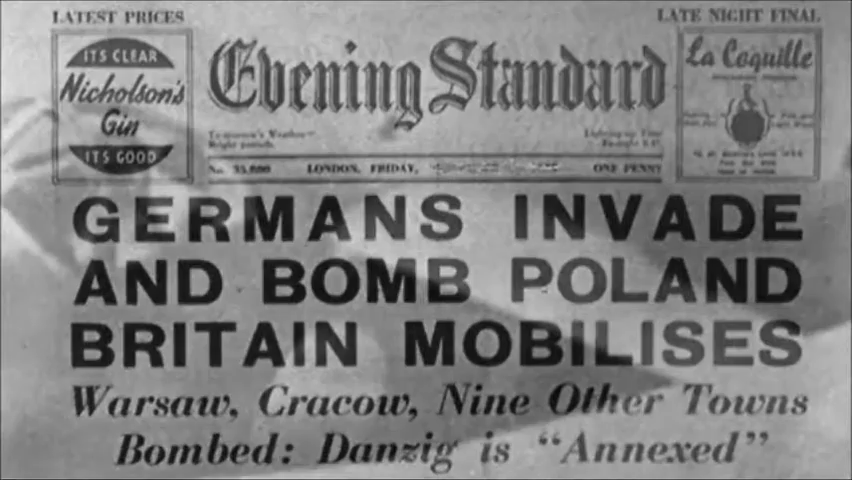 LATEST PRICES
LATE NIGHT FINAL
ITS CLEAR
Nicholson's
Gin
ITS GOOD
Evening Standard
La Coquille
LONDON, FRIDAY,
ONE PENNY
GERMANS INVADE
AND BOMB POLAND
BRITAIN MOBILISES
Warsaw, Cracow, Nine Other Towns
Bombed: Danzig is “Annexed”